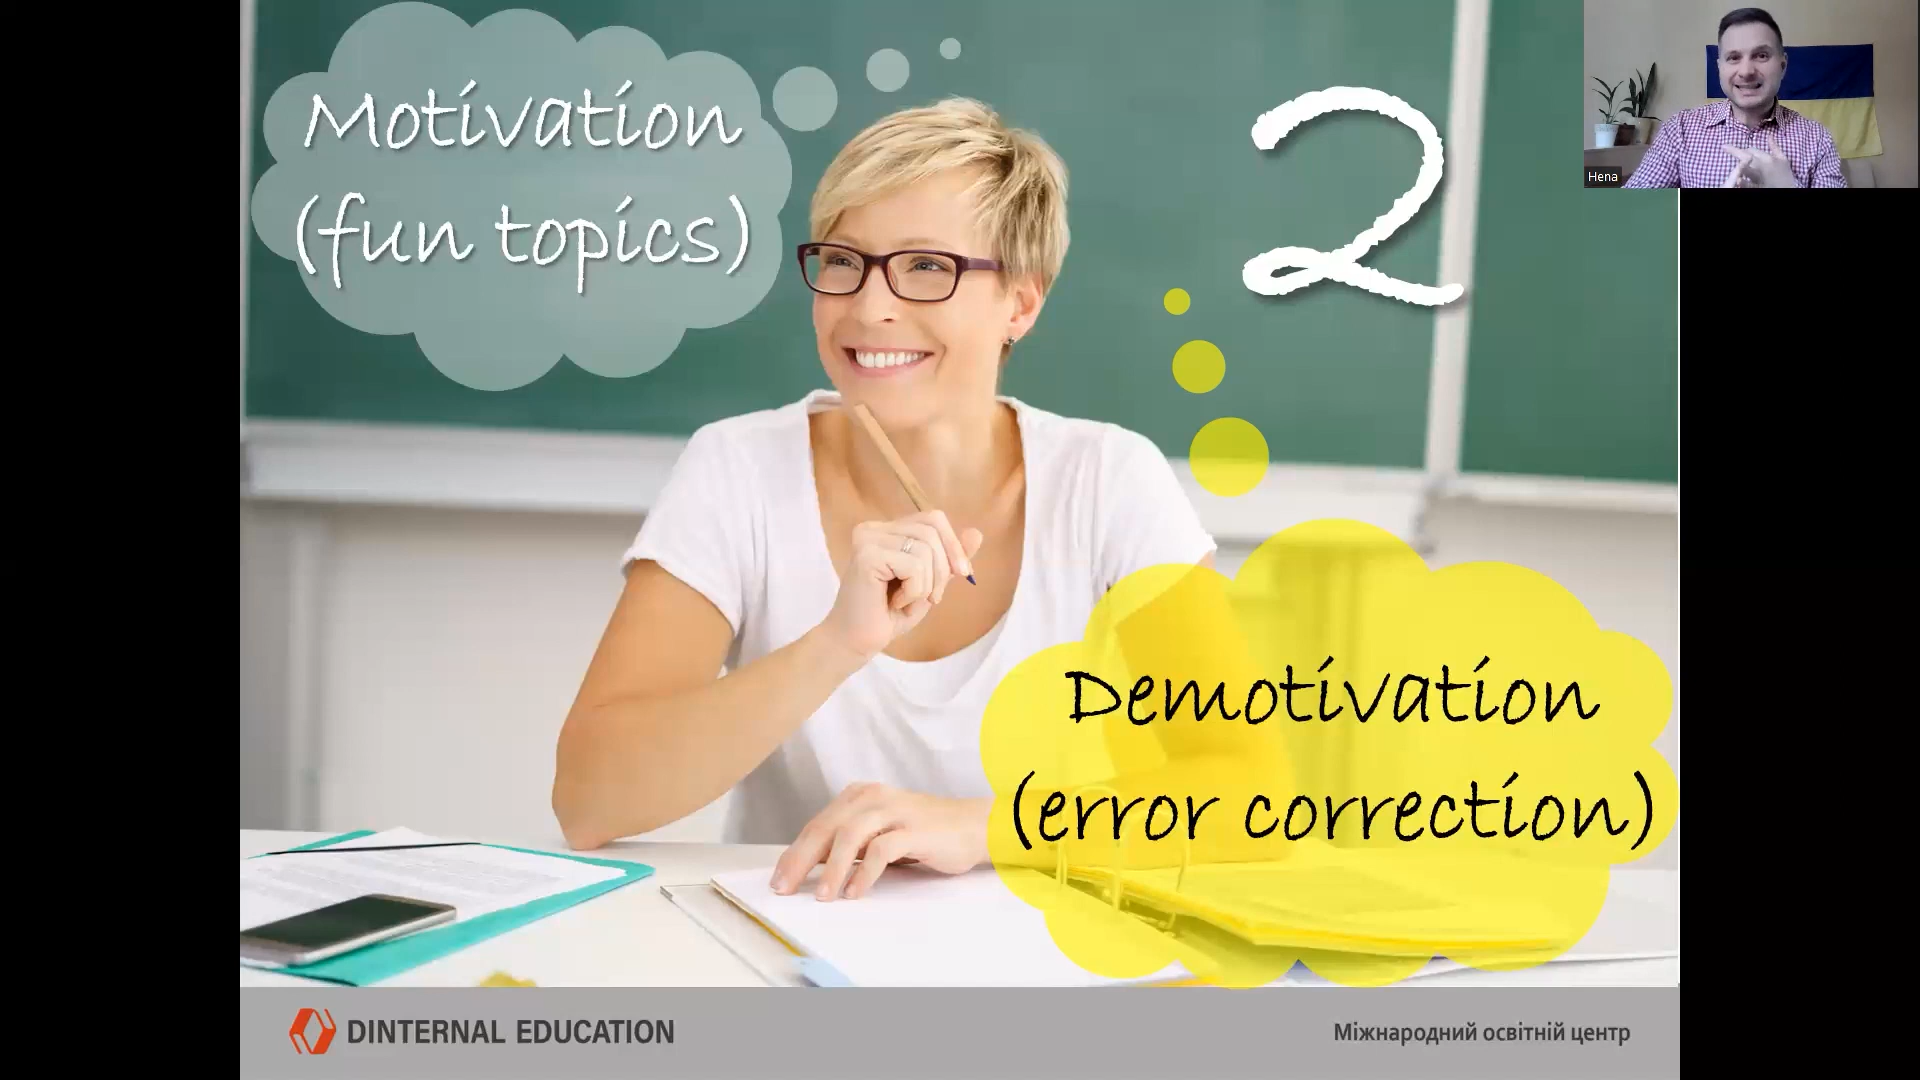 Motivation
(fun topics)
2
Hena
Demotivation
(error correction)
DINTERNAL EDUCATION
Міжнародний освітній центр